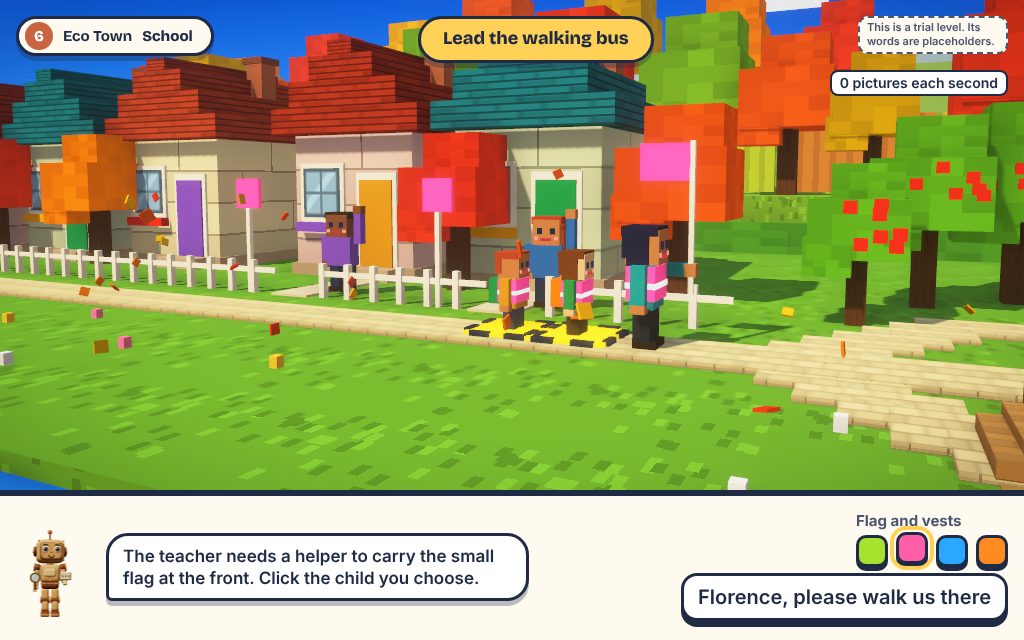 6 Eco Town School
Lead the walking bus
This is a trial level. Its
words are placeholders.
0 pictures each second
The teacher needs a helper to carry the small
flag at the front. Click the child you choose.
Flag and vests
Florence, please walk us there